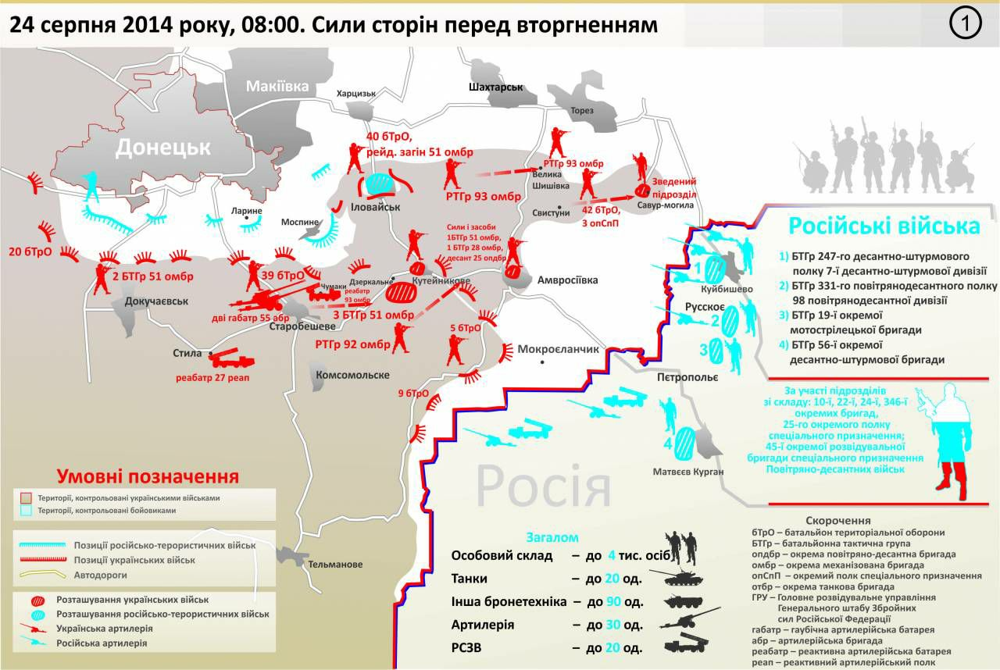 24 серпня 2014 року, 08:00. Сили сторін перед вторгненням
1
Макіївка
Харцизьк
Шахтарськ
Торез
Донецьк
40 бТрО,
рейд. загін 51 омбр
РТГр 93 омбр
РТГр 93 омбр
Велика
Шишівка
Зведений
підрозділ
Савур-могила
Іловайськ
Свистуни
42 бТрО,
3 опСпП
Ларине
Моспине
Сили і засоби
1БТГр 51 омбр,
1 БТГр 28 омбр,
десант 25 опдбр
20 бТрО
2 БТГр 51 омбр
39 бТрО
Чумаки
Дзеркальне
реабатр
93 омбр
Кутейникове
Амвросіївка
Докучаєвськ
дві габатр 55 абр
Старобешеве
3 БТГр 51 омбр
РТГр 92 омбр
5 бТрО
Стила
реабатр 27 реап
Комсомольске
Мокроєланчик
9 бТрО
Тельманове
Куйбишево
1
Русскоє
2
3
Пєтропольє
4
Матвєєв Курган
Росія
Російські війська
1) БТГр 247-го десантно-штурмового
полку 7-ї десантно-штурмової дивізії
2) БТГр 331-го повітрянодесантного полку
98 повітрянодесантної дивізії
3) БТГр 19-ї окремої
мотострілецької бригади
4) БТГр 56-ї окремої
десантно-штурмової бригади
За участі підрозділів
зі складу: 10-ї, 22-ї, 24-ї, 346-ї
окремих бригад,
25-го окремого полку
спеціального призначення;
45-ї окремої розвідувальної
бригади спеціального призначення
Повітряно-десантних військ
Умовні позначення
Території, контрольовані українськими військами
Території, контрольовані бойовиками
Позиції російсько-терористичних військ
Позиції українських військ
Автодороги
Розташування українських військ
Розташування російсько-терористичних військ
Українська артилерія
Російська артилерія
Загалом
Особовий склад – до 4 тис. осіб
Танки – до 20 од.
Інша бронетехніка – до 90 од.
Артилерія – до 30 од.
РСЗВ – до 20 од.
Скорочення
бТрО – батальйон територіальної оборони
БТГр – батальйонна тактична група
опдбр – окрема повітряно-десантна бригада
омбр – окрема механізована бригада
опСпП – окремий полк спеціального призначення
отбр – окрема танкова бригада
ГРУ – Головне розвідувальне управління
Генерального штабу Збройних
сил Російської Федерації
габатр – гаубічна артилерійська батарея
абр – артилерійська бригада
реабатр – реактивна артилерійська батарея
реап – реактивний артилерійський полк